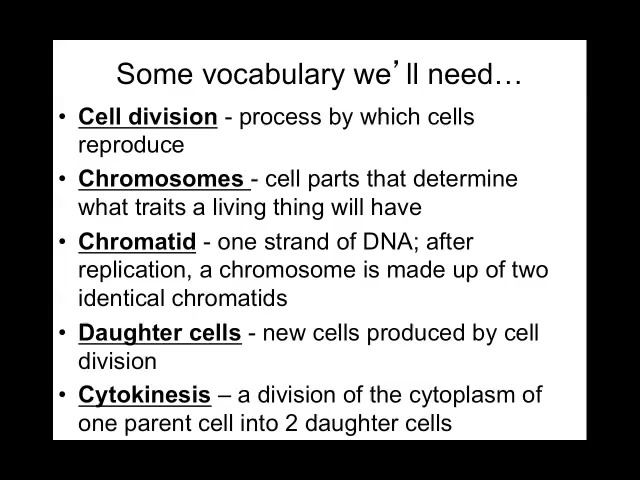 Some vocabulary we’ll need…
• Cell division - process by which cells
reproduce
• Chromosomes - cell parts that determine
what traits a living thing will have
• Chromatid - one strand of DNA; after
replication, a chromosome is made up of two
identical chromatids
• Daughter cells - new cells produced by cell
division
• Cytokinesis – a division of the cytoplasm of
one parent cell into 2 daughter cells